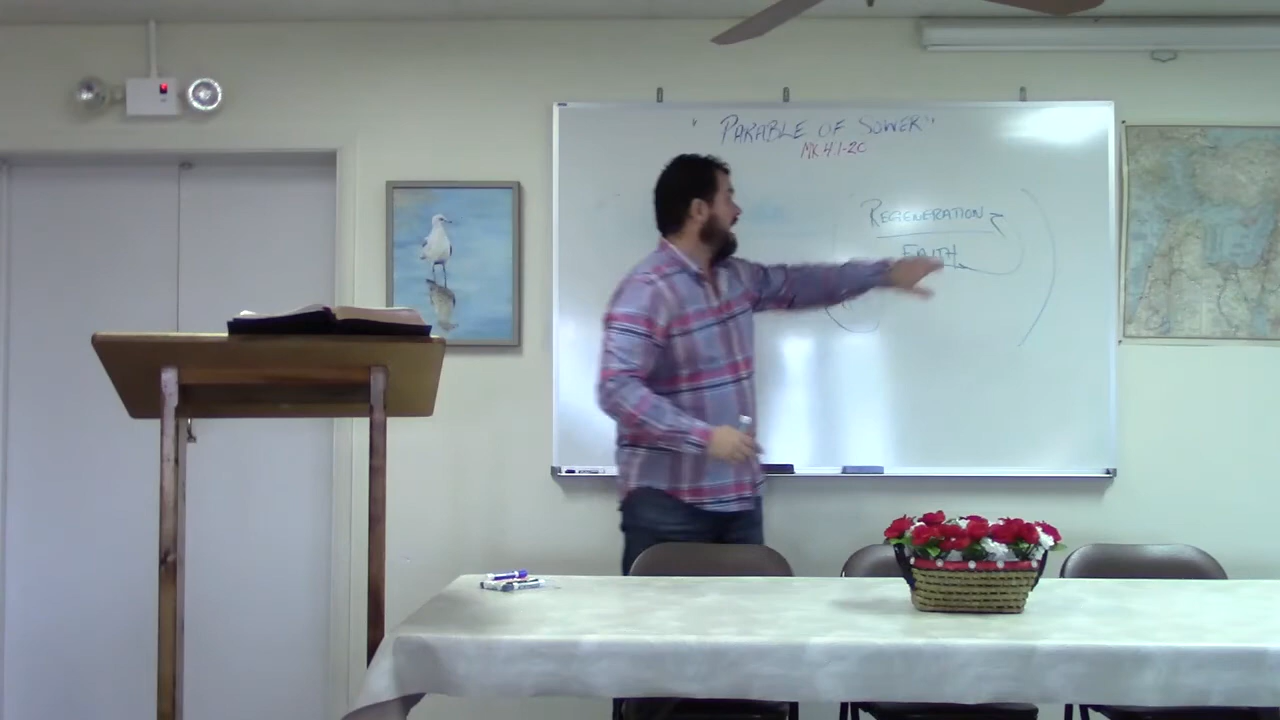 "PARABLE OF SOWER"
MK.4.1-20
REGENERATION
FAITH